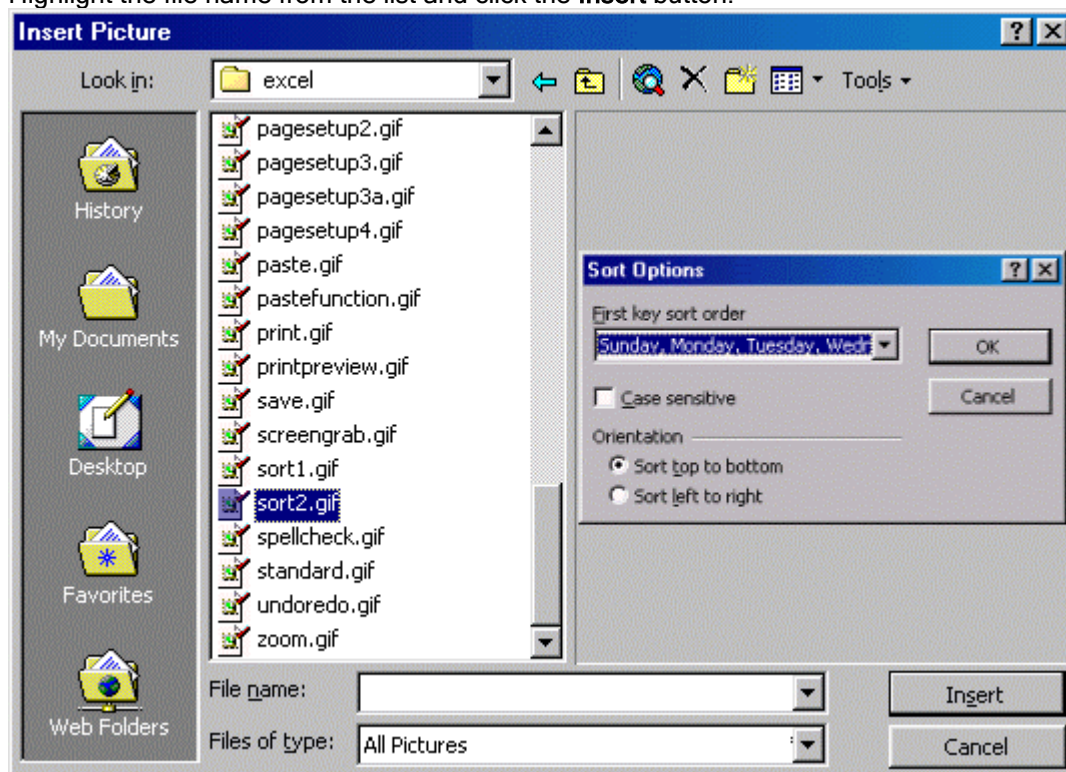 Highlight the file name from the list and click the Insert button.
Insert Picture
Look in:
excel
Tools
History
My Documents
Desktop
Favorites
Web Folders
pagesetup2.gif
pagesetup3.gif
pagesetup3a.gif
pagesetup4.gif
paste.gif
pastefunction.gif
print.gif
printpreview.gif
save.gif
screengrab.gif
sort1.gif
sort2.gif
spellcheck.gif
standard.gif
undoredo.gif
zoom.gif
Sort Options
First key sort order
Sunday, Monday, Tuesday, Wedr
OK
Case sensitive
Cancel
Orientation
Sort top to bottom
Sort left to right
File name:
Insert
Files of type:
All Pictures
Cancel